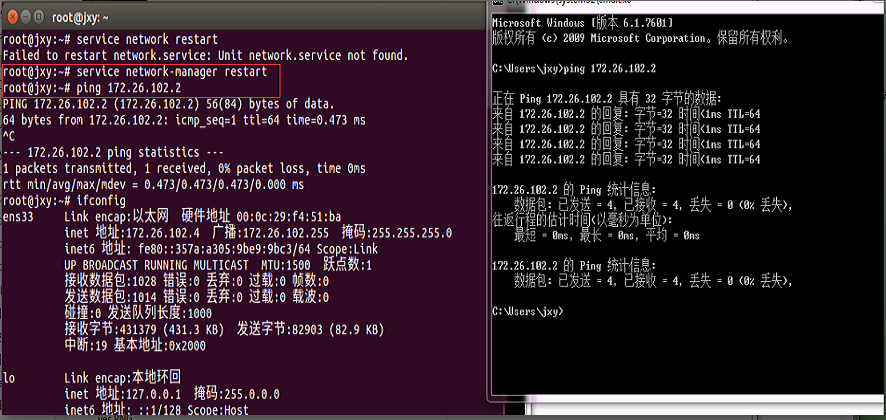 root@jxy: ~
root@jxy:~# service network restart
Failed to restart network.service: Unit network.service not found.
root@jxy:~# service network-manager restart
root@jxy:~# ping 172.26.102.2
PING 172.26.102.2 (172.26.102.2) 56(84) bytes of data.
64 bytes from 172.26.102.2: icmp_seq=1 ttl=64 time=0.473 ms
^C
--- 172.26.102.2 ping statistics ---
1 packets transmitted, 1 received, 0% packet loss, time 0ms
rtt min/avg/max/mdev = 0.473/0.473/0.473/0.000 ms
root@jxy:~# ifconfig
ens33 Link encap:以太网 硬件地址 00:0c:29:f4:51:ba
inet 地址:172.26.102.4 广播:172.26.102.255 掩码:255.255.255.0
inet6 地址: fe80::357a:a305:9be9:9bc3/64 Scope:Link
UP BROADCAST RUNNING MULTICAST MTU:1500 跃点数:1
接收数据包:1028 错误:0 丢弃:0 过载:0 帧数:0
发送数据包:1014 错误:0 丢弃:0 过载:0 载波:0
碰撞:0 发送队列长度:1000
接收字节:431379 (431.3 KB) 发送字节:82903 (82.9 KB)
中断:19 基本地址:0x2000
lo Link encap:本地环回
inet 地址:127.0.0.1 掩码:255.0.0.0
inet6 地址: ::1/128 Scope:Host
Microsoft Windows [版本 6.1.7601]
版权所有 (c) 2009 Microsoft Corporation。保留所有权利。
C:\Users\jxy>ping 172.26.102.2
正在 Ping 172.26.102.2 具有 32 字节的数据:
来自 172.26.102.2 的回复: 字节=32 时间<1ms TTL=64
来自 172.26.102.2 的回复: 字节=32 时间<1ms TTL=64
来自 172.26.102.2 的回复: 字节=32 时间<1ms TTL=64
来自 172.26.102.2 的回复: 字节=32 时间<1ms TTL=64
172.26.102.2 的 Ping 统计信息:
数据包: 已发送 = 4, 已接收 = 4, 丢失 = 0 (0% 丢失),
往返行程的估计时间(以毫秒为单位):
最短 = 0ms, 最长 = 0ms, 平均 = 0ms
172.26.102.2 的 Ping 统计信息:
数据包: 已发送 = 4, 已接收 = 4, 丢失 = 0 (0% 丢失),
C:\Users\jxy>